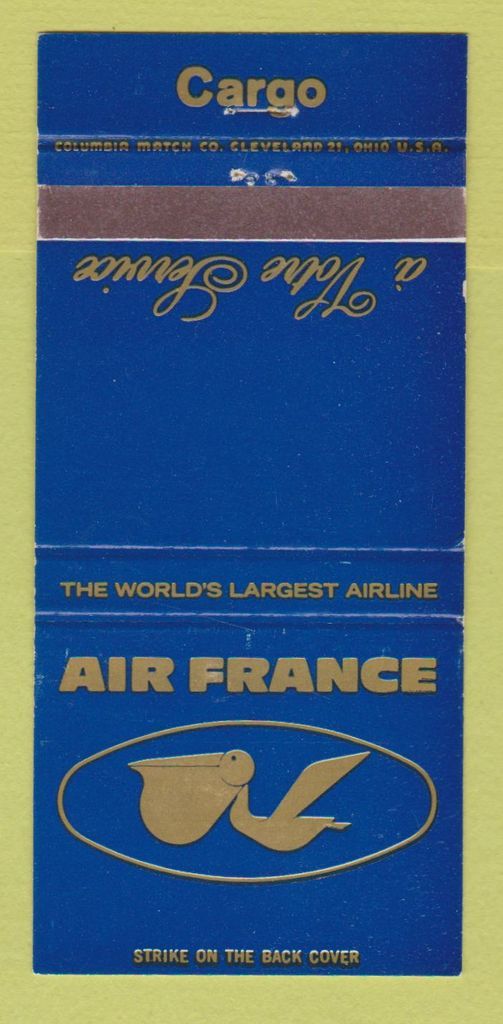 Cargo
COLUMBIA MATCH CO. CLEVELAND 21, OHIO U.S.A.
à Votre Service
THE WORLD'S LARGEST AIRLINE
AIR FRANCE
STRIKE ON THE BACK COVER